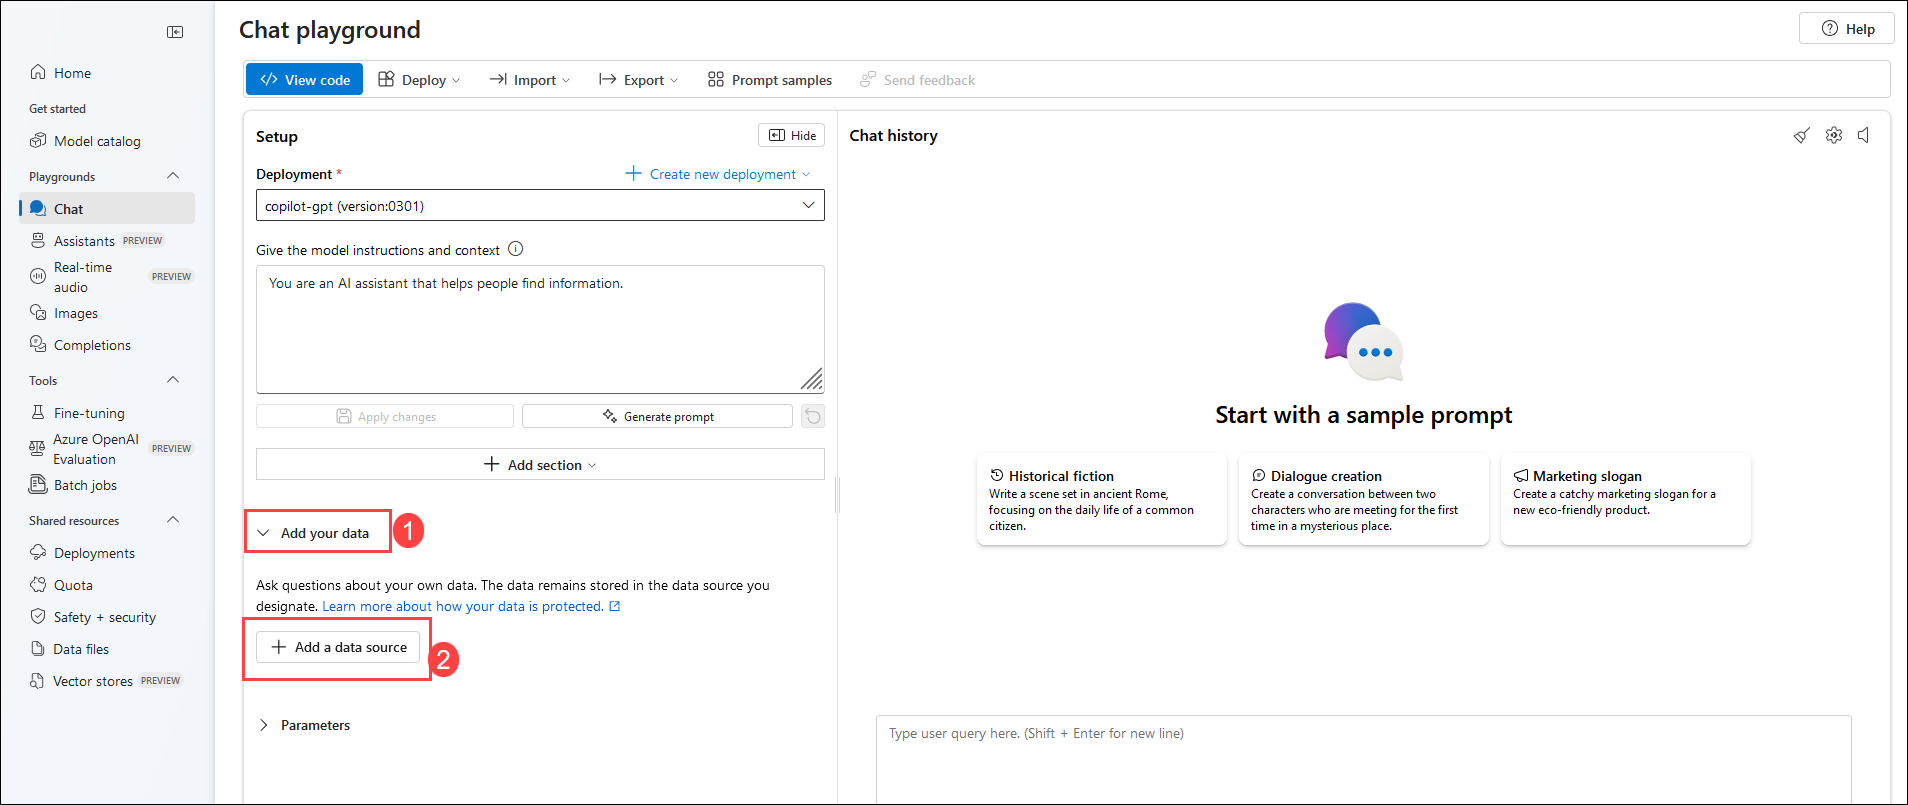 Home
Get started
Model catalog
Playgrounds
Chat
Assistants PREVIEW
Real-time
audio
PREVIEW
Images
Completions
Tools
Fine-tuning
Azure OpenAI
Evaluation
PREVIEW
Batch jobs
Shared resources
Deployments
Quota
Safety + security
Data files
Vector stores PREVIEW
Chat playground
Help
View code
Deploy
Import
Export
Prompt samples
Send feedback
Setup
Hide
Deployment *
Create new deployment
copilot-gpt (version:0301)
Give the model instructions and context
You are an AI assistant that helps people find information.
Apply changes
Generate prompt
Add section
Add your data
1
Ask questions about your own data. The data remains stored in the data source you
designate. Learn more about how your data is protected.
Add a data source
2
Parameters
Chat history
Start with a sample prompt
Historical fiction
Write a scene set in ancient Rome,
focusing on the daily life of a common
citizen.
Dialogue creation
Create a conversation between two
characters who are meeting for the first
time in a mysterious place.
Marketing slogan
Create a catchy marketing slogan for a
new eco-friendly product.
Type user query here. (Shift + Enter for new line)